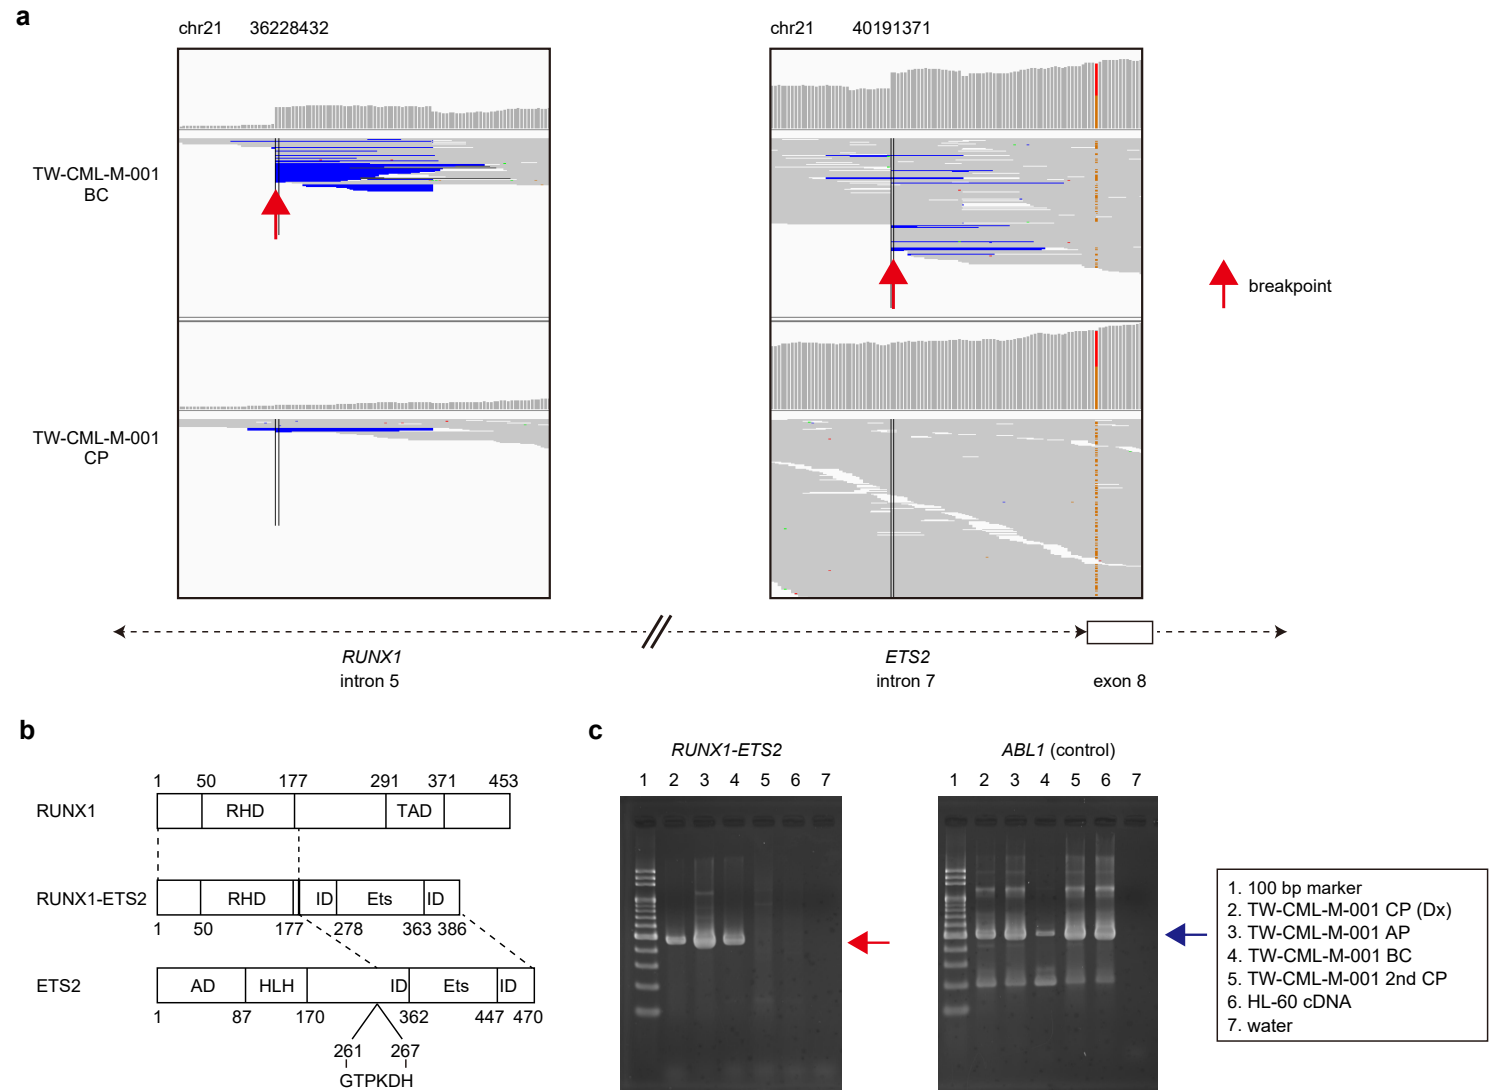 a
chr21 36228432
chr21 40191371
TW-CML-M-001
BC
breakpoint
TW-CML-M-001
CP
RUNX1
intron 5
ETS2
intron 7
exon 8
b
1 50 177 291 371 453
RUNX1 RHD TAD
RUNX1-ETS2 RHD ID Ets ID
1 50 177 278 363 386
ETS2 AD HLH ID Ets ID
1 87 170 362 447 470
261 267
GTPKDH
c
RUNX1-ETS2
1 2 3 4 5 6 7
ABL1 (control)
1 2 3 4 5 6 7
1. 100 bp marker
2. TW-CML-M-001 CP (Dx)
3. TW-CML-M-001 AP
4. TW-CML-M-001 BC
5. TW-CML-M-001 2nd CP
6. HL-60 cDNA
7. water